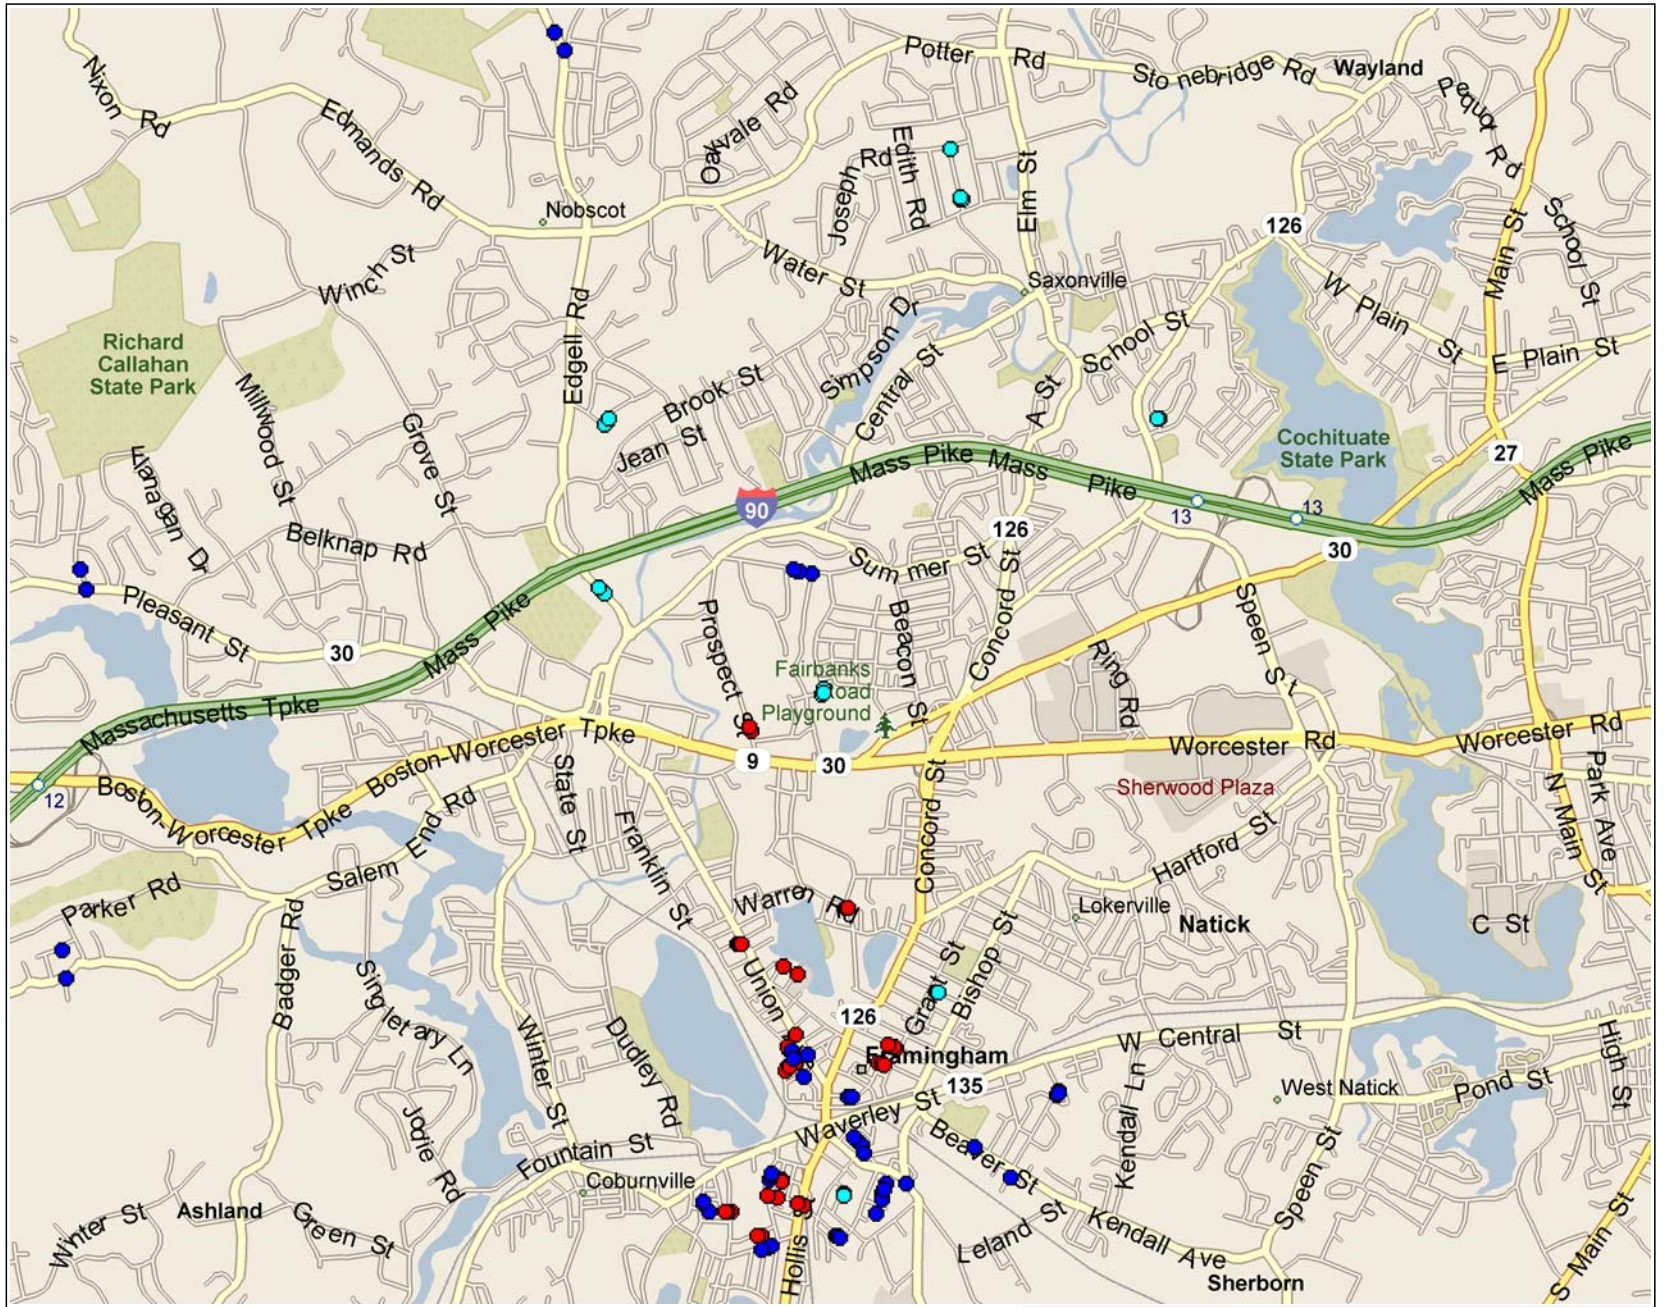 Potter Rd
Stonebridge Rd
Wayland
Nixon Rd
Pequot Rd
Edmands Rd
Oakvale Rd
Joseph Rd
Edith Rd
Elm St
Nobscot
School St
Main St
126
Winch St
Water St
Saxonville
W Plain St
Simpson Dr
Edgell Rd
School St
Richard
Callahan
State Park
E Plain St
Central St
Brook St
A St
Millwood St
Grove St
Jean St
Cochituate
State Park
27
Mass Pike
Mass Pike
Mass Pike
Flanagan Dr
90
13
13
126
Belknap Rd
Summer St
30
Pleasant St
Prospect St
Beacon St
Concord St
Speen St
30
Mass Pike
Ring Rd
Fairbanks
Road
Playground
Massachusetts Tpke
Boston-Worcester Tpke
Worcester Rd
Worcester Rd
9
30
State St
Sherwood Plaza
12
Boston-Worcester Tpke
N Main St
Park Ave
Franklin St
Concord St
Hartford St
Salem End Rd
Parker Rd
Warren Rd
Lokerville
Natick
C St
Badger Rd
Grant St
Bishop St
Singletary Ln
Union
126
Winter St
Dudley Rd
W Central St
High St
Framingham
135
West Natick
Pond St
Kendall Ln
Waverley St
Jodie Rd
Beaver St
Fountain St
Coburnville
Speen St
Winter St
Ashland
Green St
Leland St
Kendall Ave
S Main St
Hollis St
Sherborn